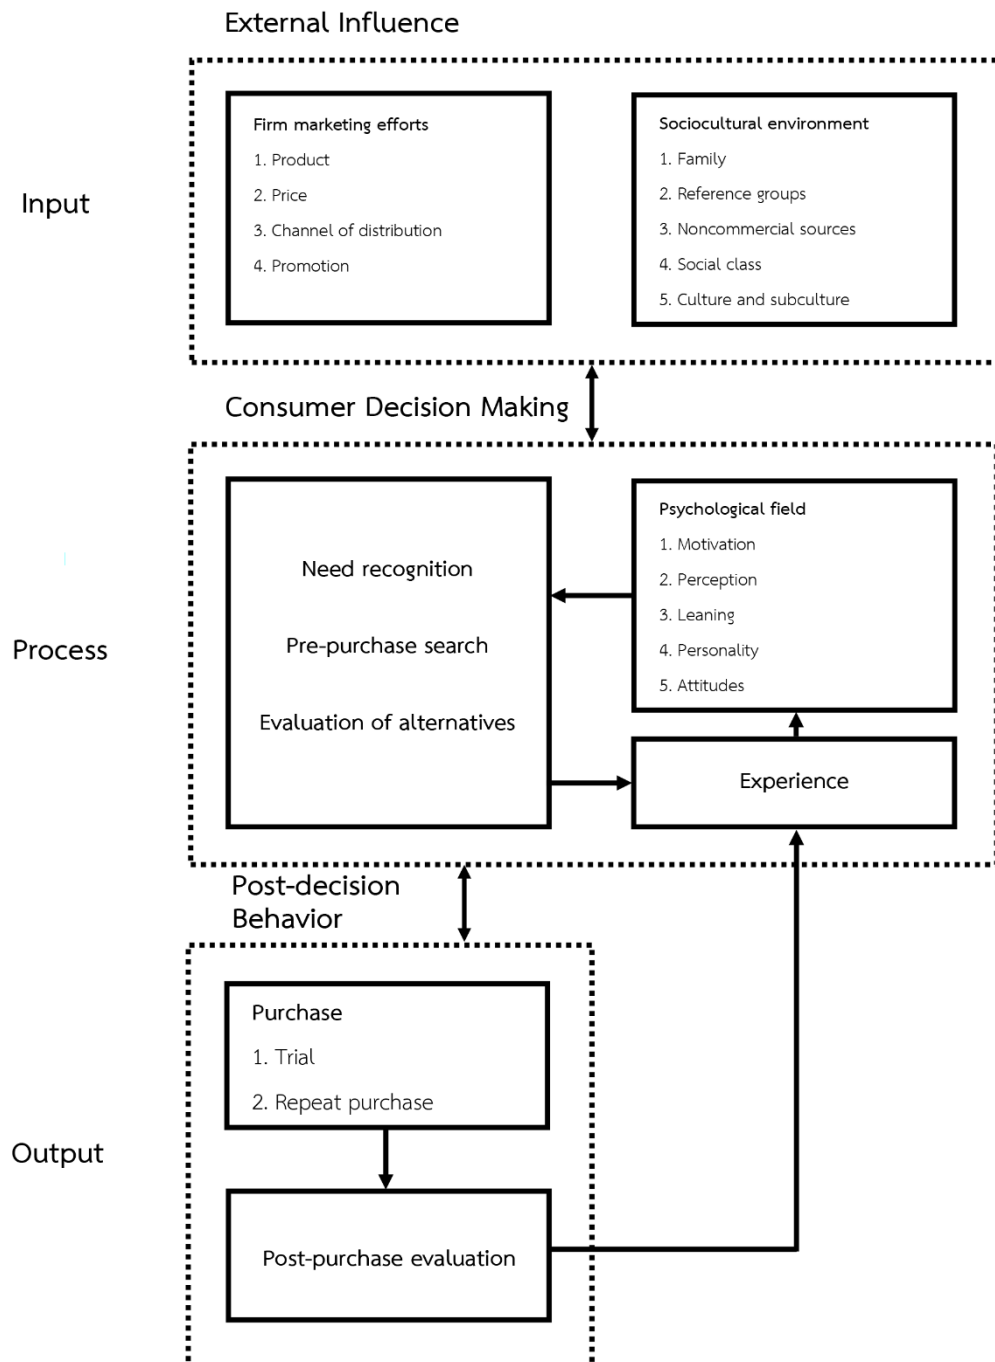 External Influence
Input
Firm marketing efforts
1. Product
2. Price
3. Channel of distribution
4. Promotion
Sociocultural environment
1. Family
2. Reference groups
3. Noncommercial sources
4. Social class
5. Culture and subculture
Consumer Decision Making
Process
Need recognition
Pre-purchase search
Evaluation of alternatives
Psychological field
1. Motivation
2. Perception
3. Leaning
4. Personality
5. Attitudes
Experience
Post-decision
Behavior
Output
Purchase
1. Trial
2. Repeat purchase
Post-purchase evaluation